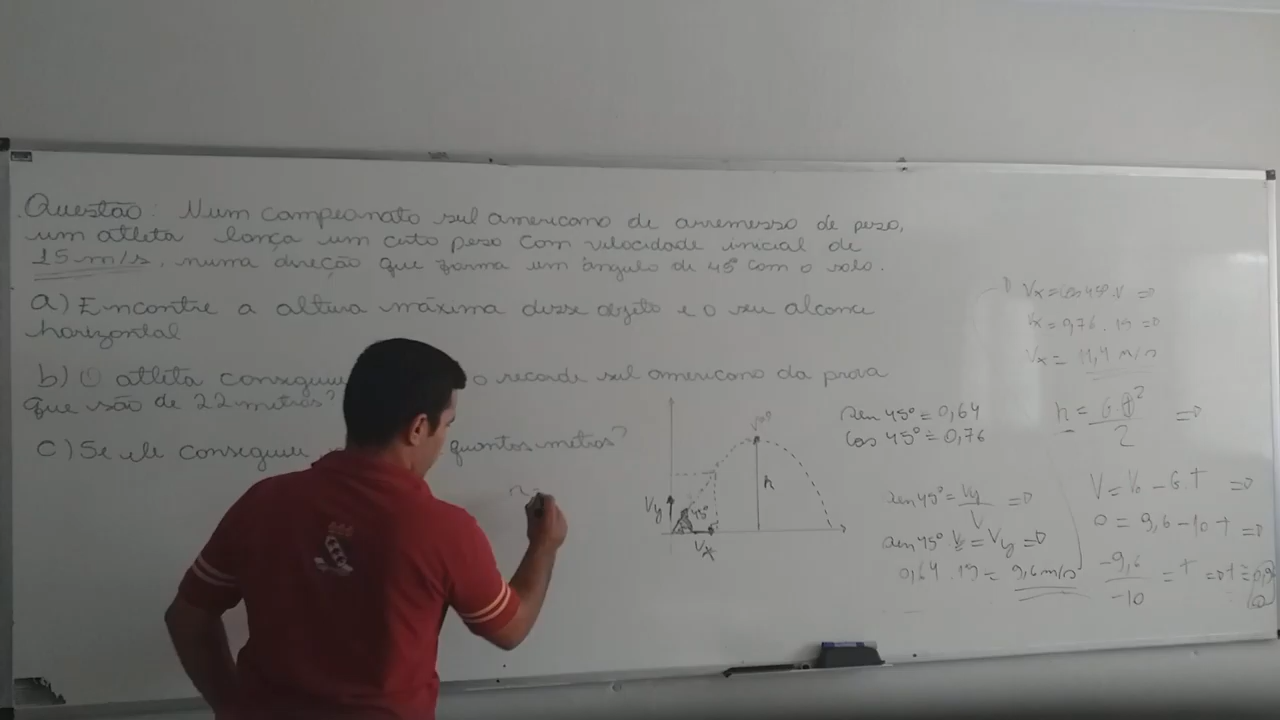 Questão: Num campeonato sul americano de arremesso de peso,
um atleta lança um certo peso com velocidade inicial de
15 m/s, numa direção que forma um ângulo de 45° com o solo.
a) Encontre a altura máxima desse objeto e o seu alcance
horizontal
b) O atleta conseguiu o recorde sul americano da prova
que são de 22 metros?
c) Se ele conseguiu quantos metros?
h
45°
Vy
Vx
sen 45° = 0,64
cos 45° = 0,76
sen 45° = Vy/V =>
sen 45° . V = Vy =>
0,64 . 15 = 9,6 m/s
Vx = cos 45° . V =>
Vx = 0,76 . 15 =>
Vx = 11,4 m/s
h = G.t²/2 =>
V = V₀ - G.t =>
0 = 9,6 - 10 t =>
-9,6/-10 = t => t ≅